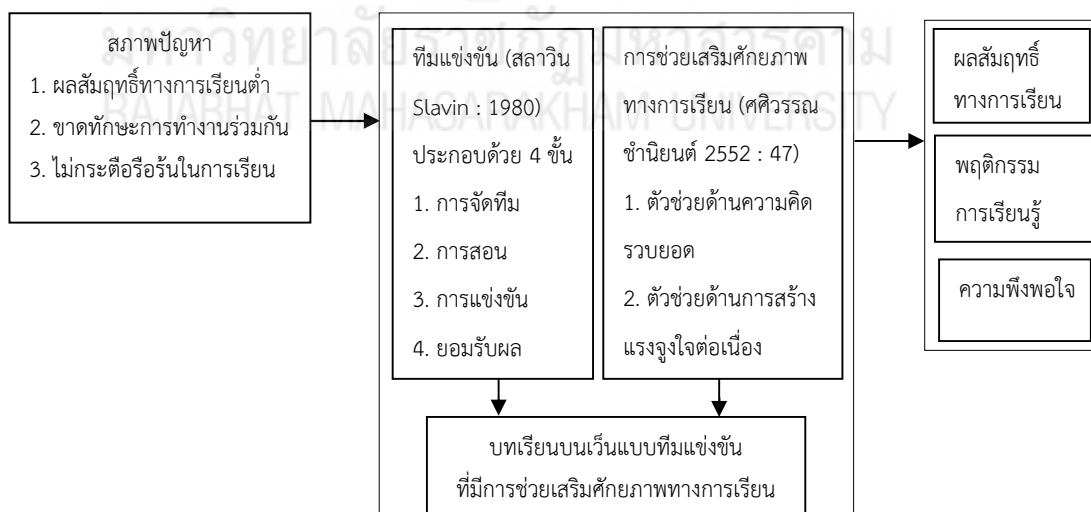 มหาวิทยาลัยราชภัฏมหาสารคาม
RAJABHAT MAHASARAKHAM UNIVERSITY
สภาพปัญหา
1. ผลสัมฤทธิ์ทางการเรียนต่ำ
2. ขาดทักษะการทำงานร่วมกัน
3. ไม่กระตือรือร้นในการเรียน
ทีมแข่งขัน (สลาวิน
Slavin : 1980)
ประกอบด้วย 4 ขั้น
1. การจัดทีม
2. การสอน
3. การแข่งขัน
4. ยอมรับผล
การช่วยเสริมศักยภาพ
ทางการเรียน (ศศิวรรณ
ชำนิยนต์ 2552 : 47)
1. ตัวช่วยด้านความคิด
รวบยอด
2. ตัวช่วยด้านการสร้าง
แรงจูงใจต่อเนื่อง
บทเรียนบนเว็นแบบทีมแข่งขัน
ที่มีการช่วยเสริมศักยภาพทางการเรียน
ผลสัมฤทธิ์
ทางการเรียน
พฤติกรรม
การเรียนรู้
ความพึงพอใจ